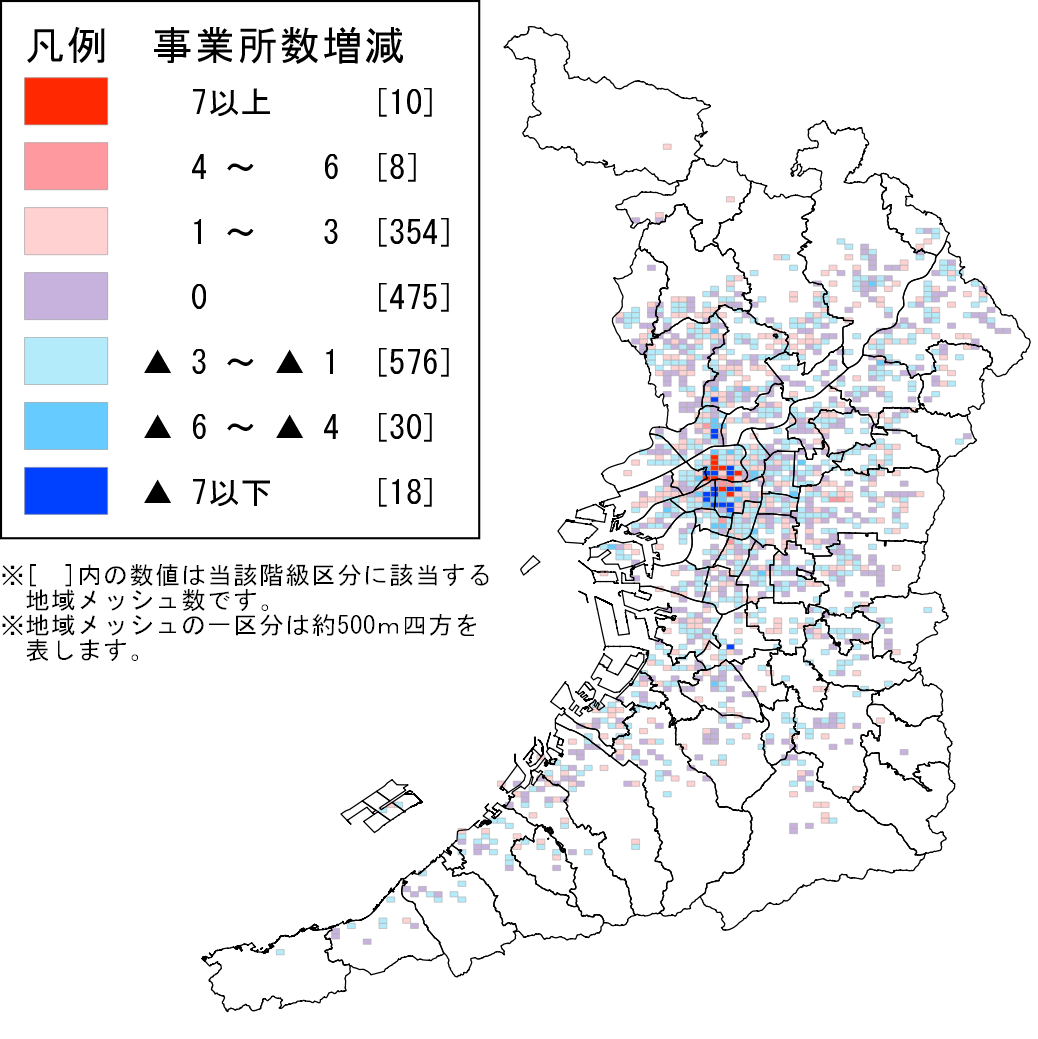 凡例 事業所数増減
7以上 [10]
4 ～ 6 [8]
1 ～ 3 [354]
0 [475]
▲ 3 ～ ▲ 1 [576]
▲ 6 ～ ▲ 4 [30]
▲ 7以下 [18]
※[ ]内の数値は当該階級区分に該当する
地域メッシュ数です。
※地域メッシュの一区分は約500ｍ四方を
表します。